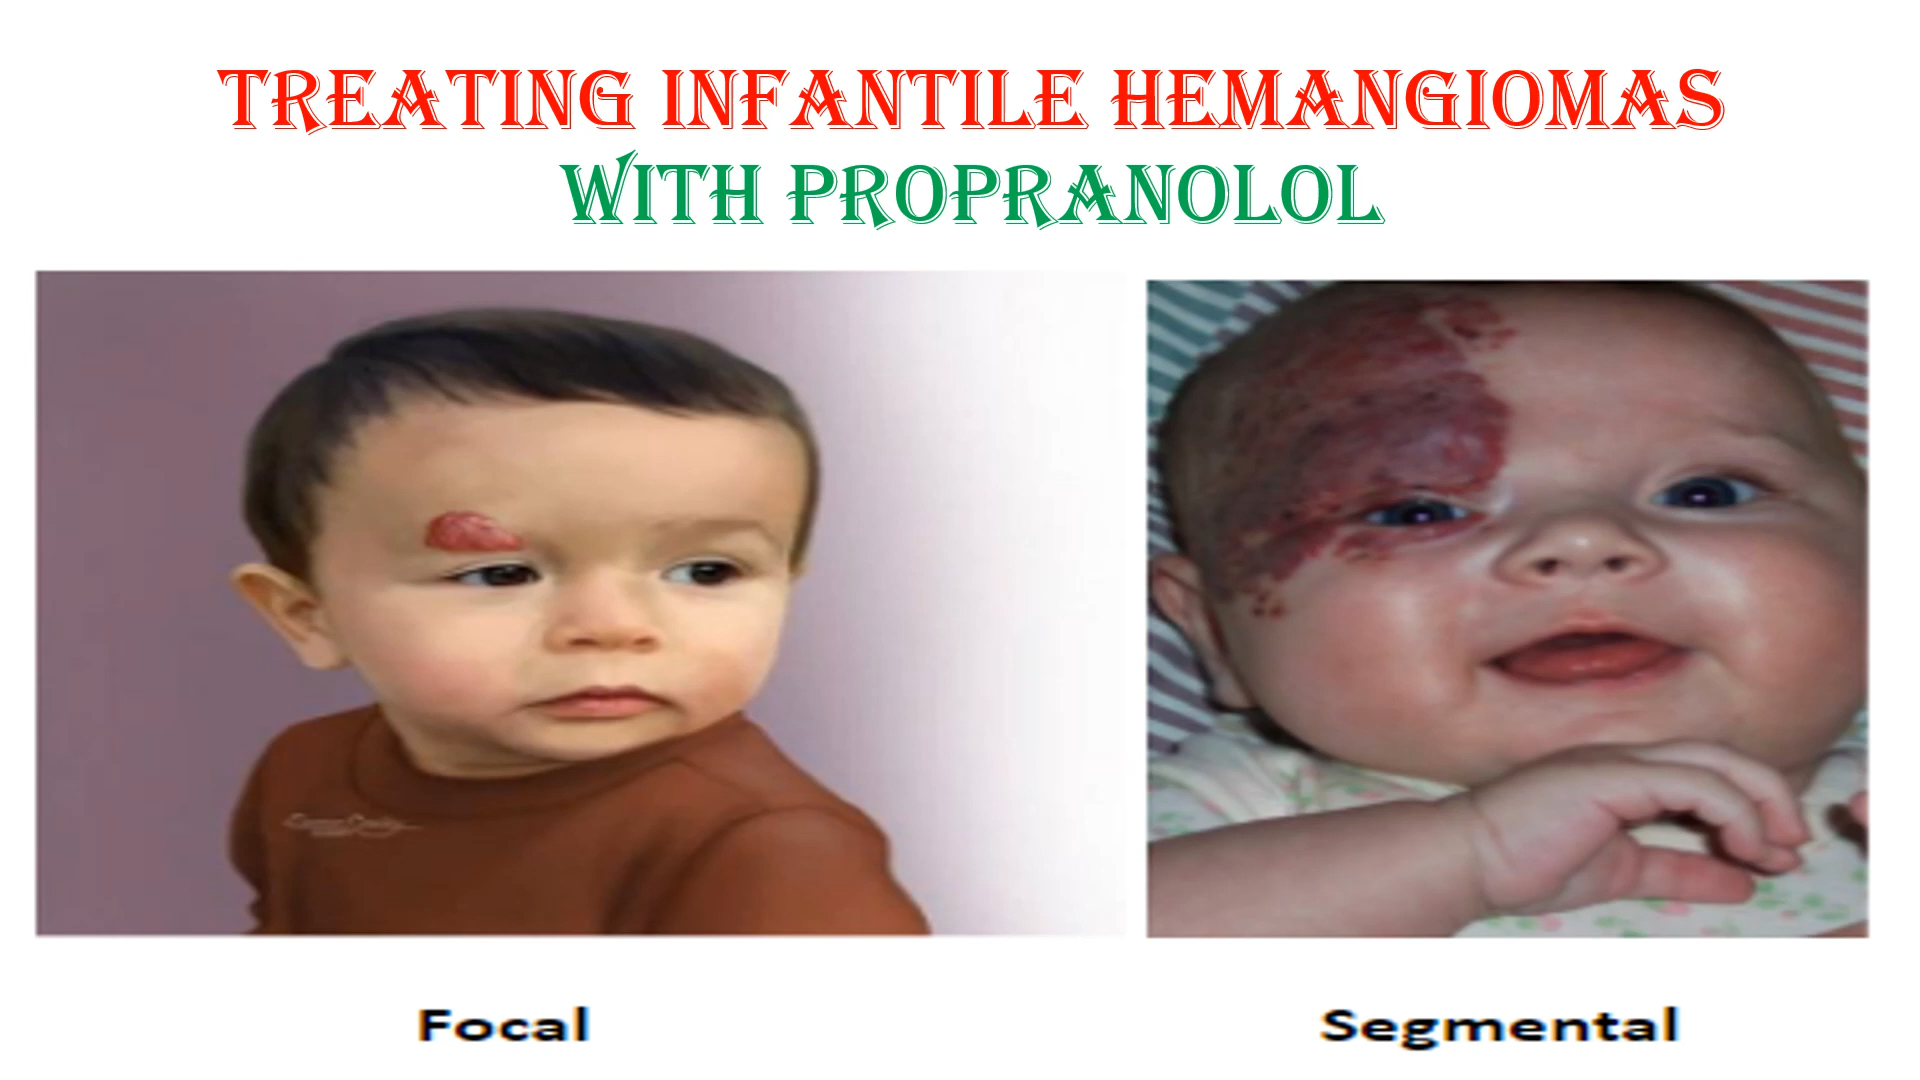 TREATING INFANTILE HEMANGIOMAS
WITH PROPRANOLOL
Focal
Segmental